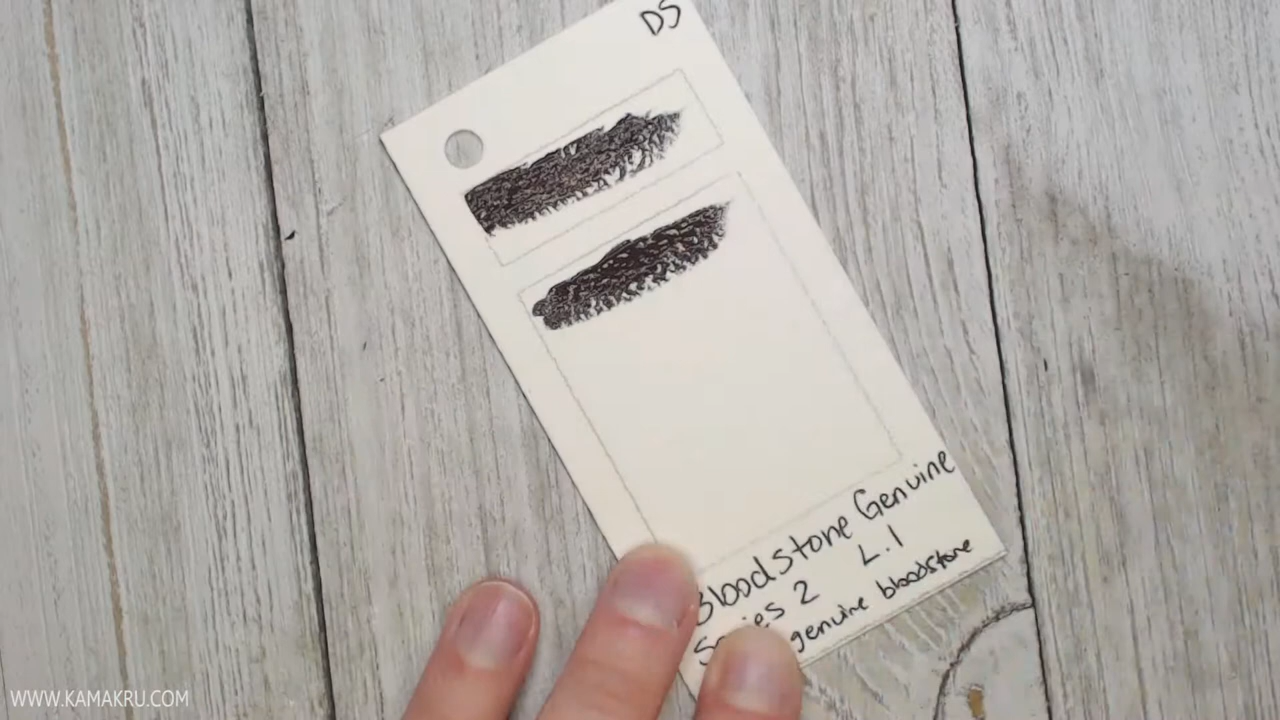 DS
Bloodstone Genuine
Series 2 L.1
genuine bloodstone
WWW.KAMAKRU.COM